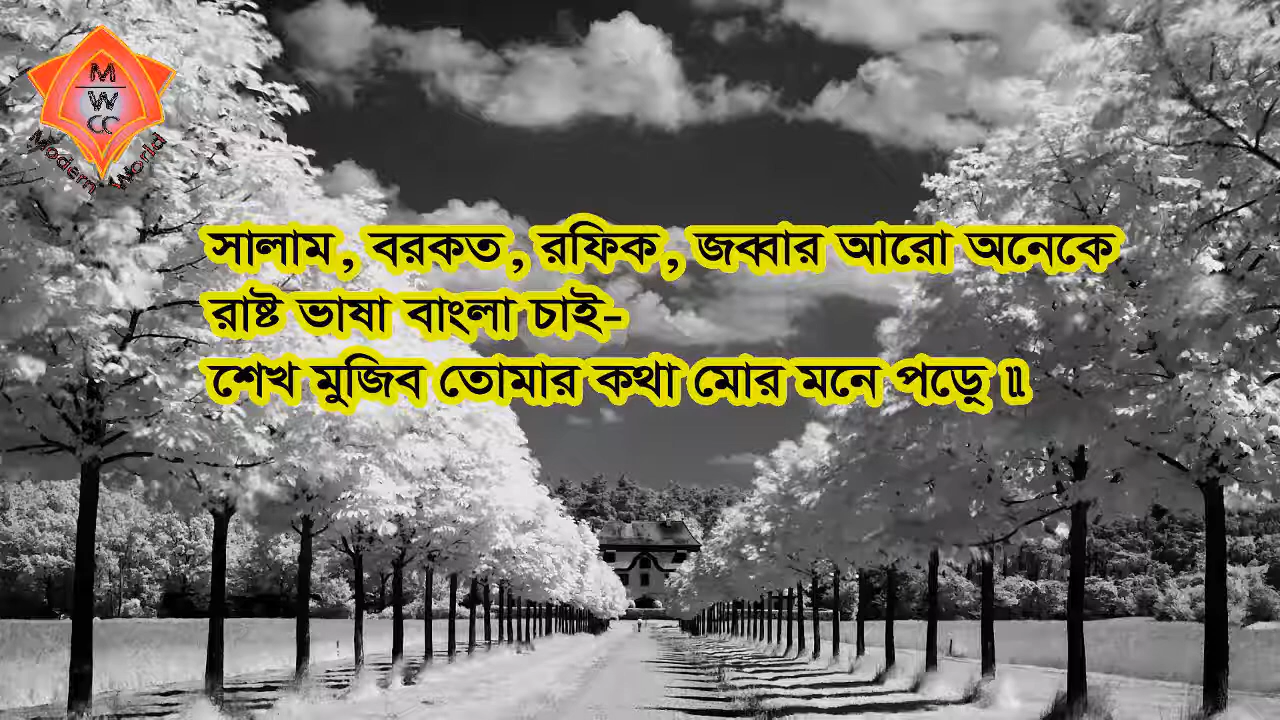 M
W
CC
Modern World
সালাম, বরকত, রফিক, জব্বার আরো অনেকে
রাষ্ট ভাষা বাংলা চাই-
শেখ মুজিব তোমার কথা মোর মনে পড়ে ॥